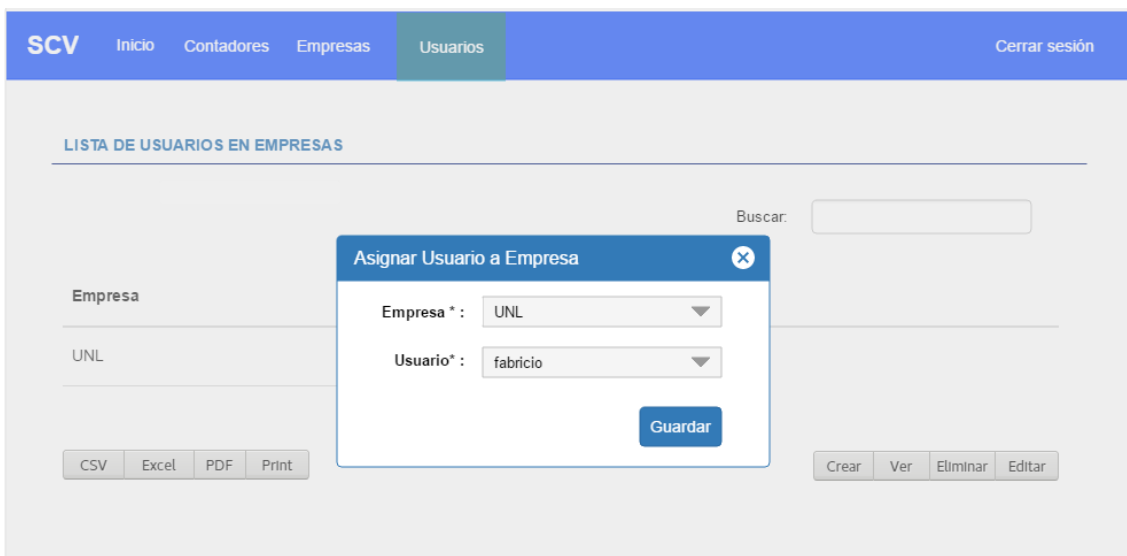 SCV Inicio Contadores Empresas Usuarios Cerrar sesión
LISTA DE USUARIOS EN EMPRESAS
Buscar:
Asignar Usuario a Empresa
Empresa
Empresa * : UNL
UNL
Usuario* : fabricio
Guardar
CSV Excel PDF Print
Crear Ver Eliminar Editar